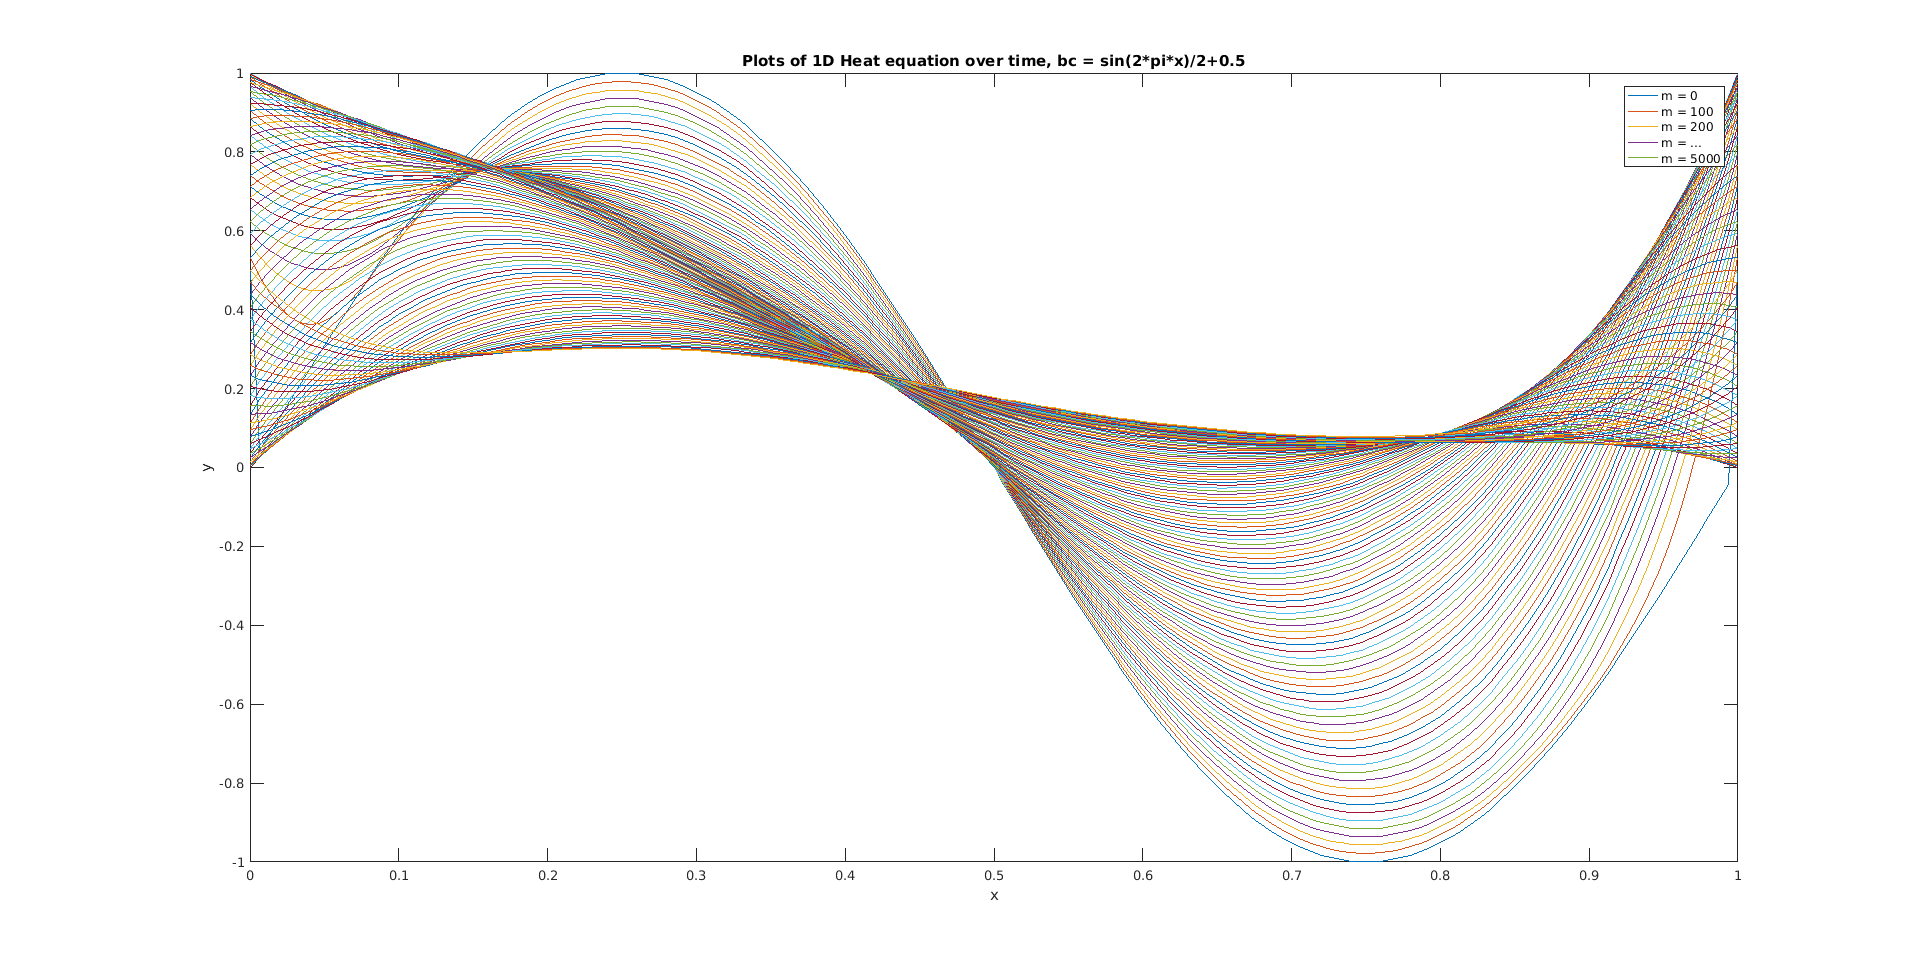 Plots of 1D Heat equation over time, bc = sin(2*pi*x)/2+0.5
m = 0
m = 100
m = 200
m = ...
m = 5000
1
0.8
0.6
0.4
0.2
0
-0.2
-0.4
-0.6
-0.8
-1
y
0 0.1 0.2 0.3 0.4 0.5 0.6 0.7 0.8 0.9 1
x